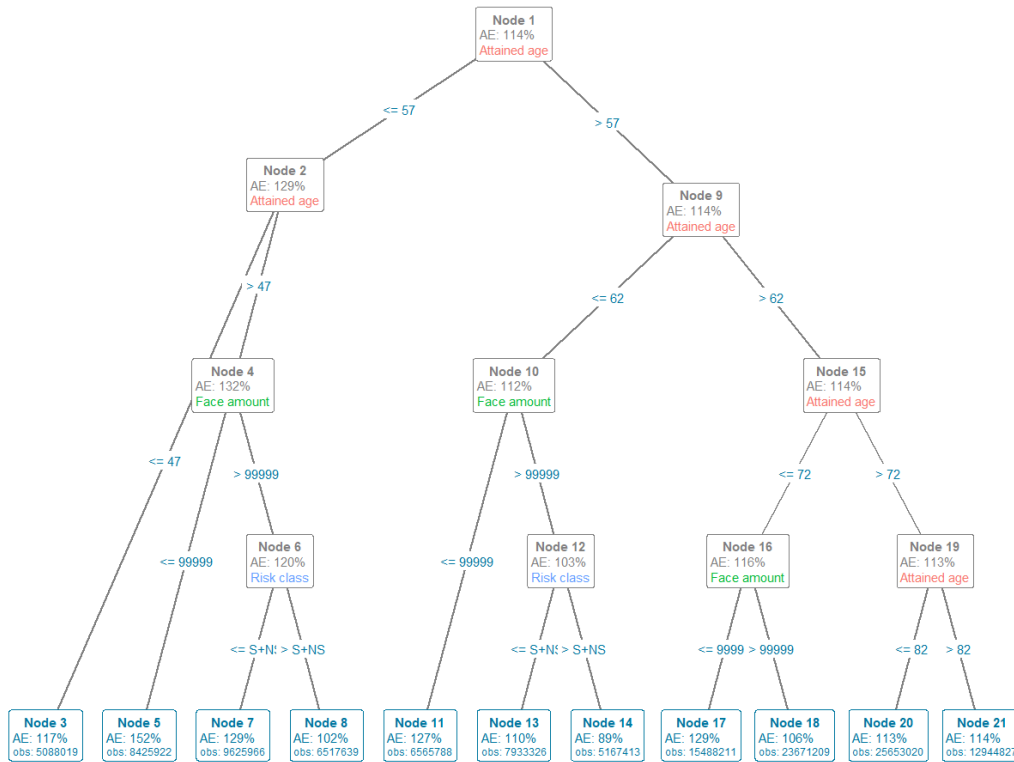 Node 1
AE: 114%
Attained age
<= 57
> 57
Node 2
AE: 129%
Attained age
Node 9
AE: 114%
Attained age
> 47
<= 62
> 62
Node 4
AE: 132%
Face amount
Node 10
AE: 112%
Face amount
Node 15
AE: 114%
Attained age
<= 47
> 99999
> 99999
<= 72
> 72
Node 6
AE: 120%
Risk class
Node 12
AE: 103%
Risk class
Node 16
AE: 116%
Face amount
Node 19
AE: 113%
Attained age
<= 99999
<= 99999
<= S+NS
> S+NS
<= S+NS
> S+NS
<= 9999
> 99999
<= 82
> 82
Node 3
AE: 117%
obs: 5088019
Node 5
AE: 152%
obs: 8425922
Node 7
AE: 129%
obs: 9625966
Node 8
AE: 102%
obs: 6517639
Node 11
AE: 127%
obs: 6565788
Node 13
AE: 110%
obs: 7933326
Node 14
AE: 89%
obs: 5167413
Node 17
AE: 129%
obs: 15488211
Node 18
AE: 106%
obs: 23671209
Node 20
AE: 113%
obs: 25653020
Node 21
AE: 114%
obs: 12944827